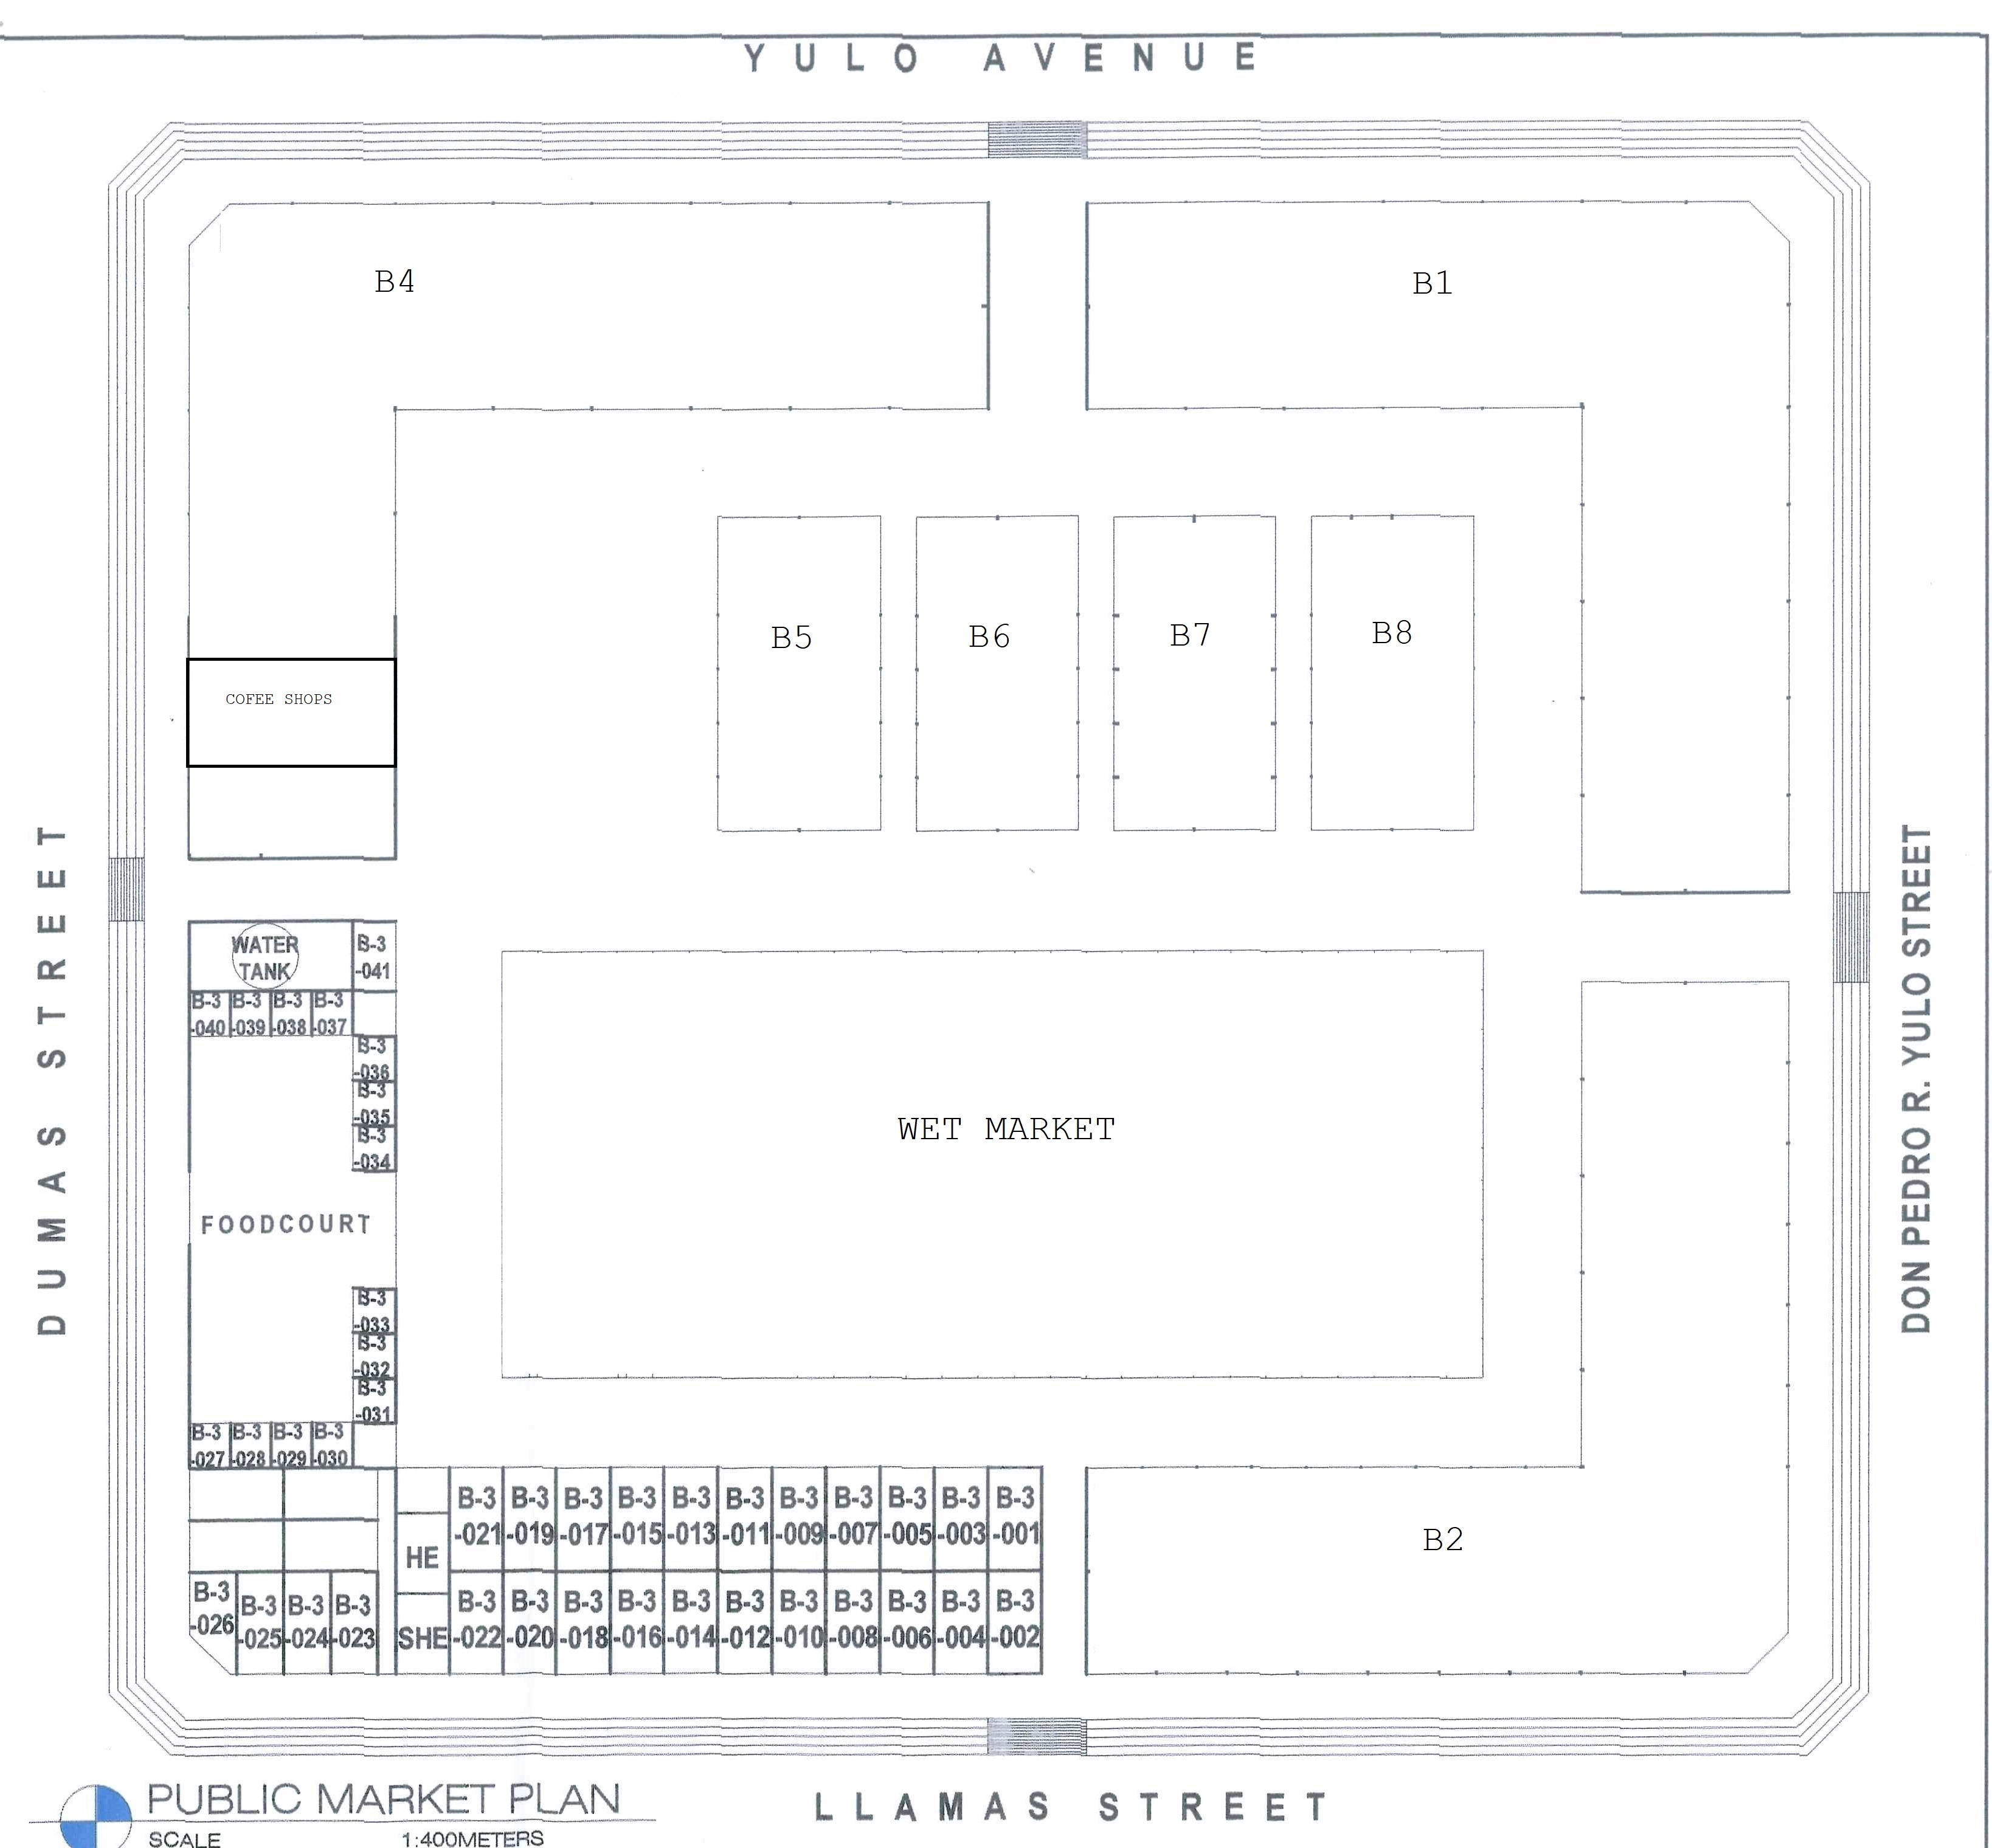 YULO AVENUE
B4
B1
B5
B6
B7
B8
COFEE SHOPS
DUMAS STREET
DON PEDRO R. YULO STREET
WATER
TANK
B-3
-041
B-3 B-3 B-3 B-3
-040 -039 -038 -037
B-3
-036
B-3
-035
B-3
-034
WET MARKET
FOODCOURT
B-3
-033
B-3
-032
B-3
-031
B-3 B-3 B-3 B-3
-027 -028 -029 -030
B-3 B-3 B-3 B-3 B-3 B-3 B-3 B-3 B-3 B-3 B-3
-021 -019 -017 -015 -013 -011 -009 -007 -005 -003 -001
HE
B2
B-3 B-3 B-3 B-3
-026 -025 -024 -023
SHE
B-3 B-3 B-3 B-3 B-3 B-3 B-3 B-3 B-3 B-3 B-3
-022 -020 -018 -016 -014 -012 -010 -008 -006 -004 -002
LLAMAS STREET
PUBLIC MARKET PLAN
SCALE 1:400METERS